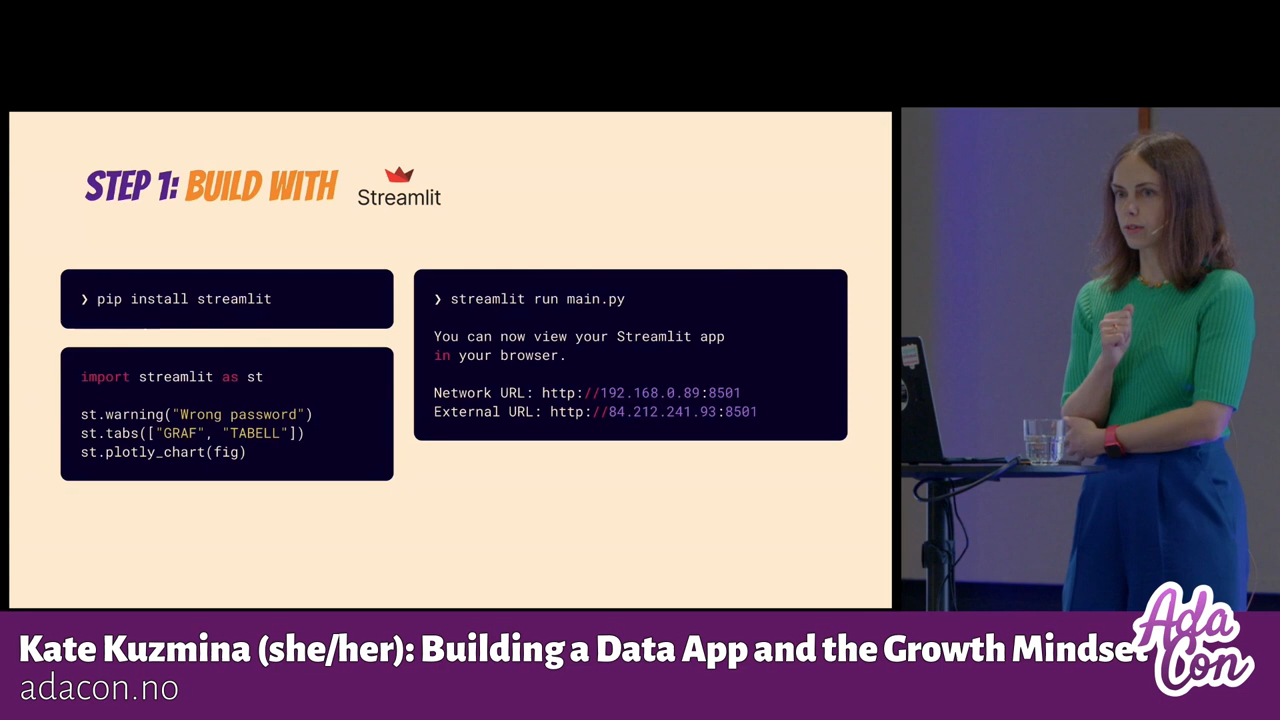 STEP 1: BUILD WITH Streamlit
❯ pip install streamlit
import streamlit as st
st.warning("Wrong password")
st.tabs(["GRAF", "TABELL"])
st.plotly_chart(fig)
❯ streamlit run main.py
You can now view your Streamlit app
in your browser.
Network URL: http://192.168.0.89:8501
External URL: http://84.212.241.93:8501
Kate Kuzmina (she/her): Building a Data App and the Growth Mindset
adacon.no
Ada
Con